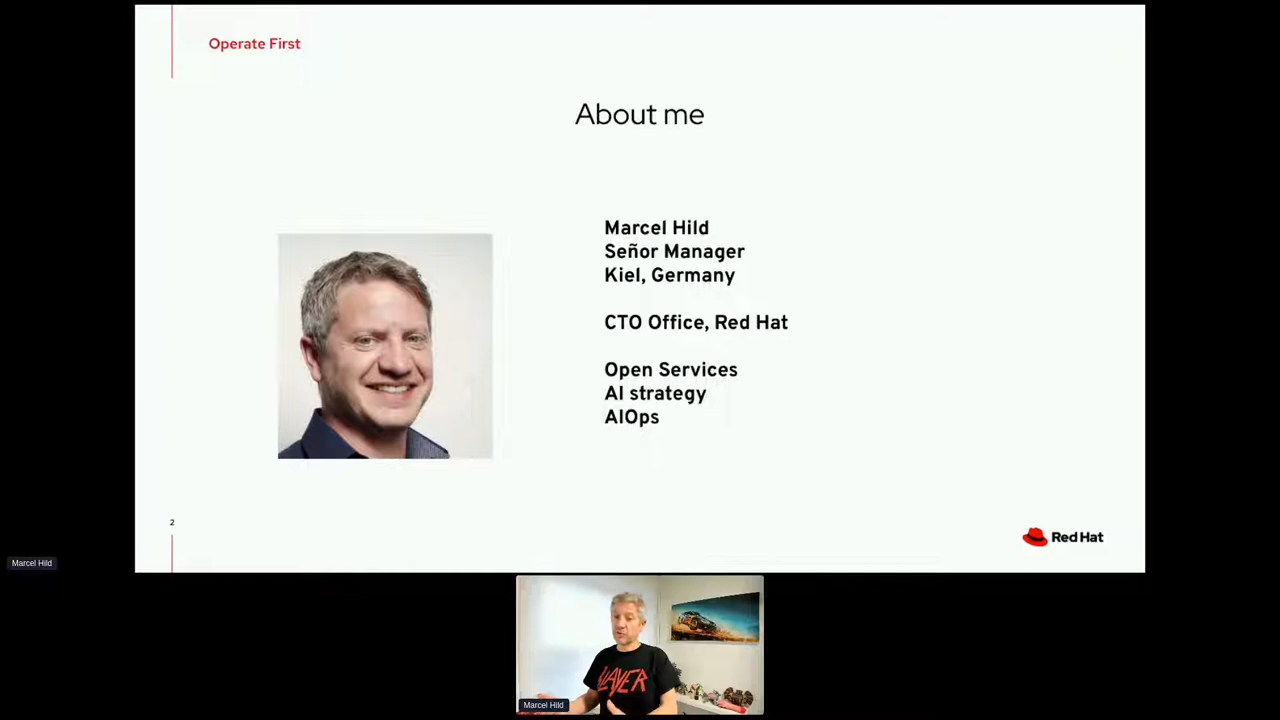 Operate First
About me
Marcel Hild
Señor Manager
Kiel, Germany
CTO Office, Red Hat
Open Services
AI strategy
AIOps
2
Red Hat
Marcel Hild
SLAYER
Marcel Hild